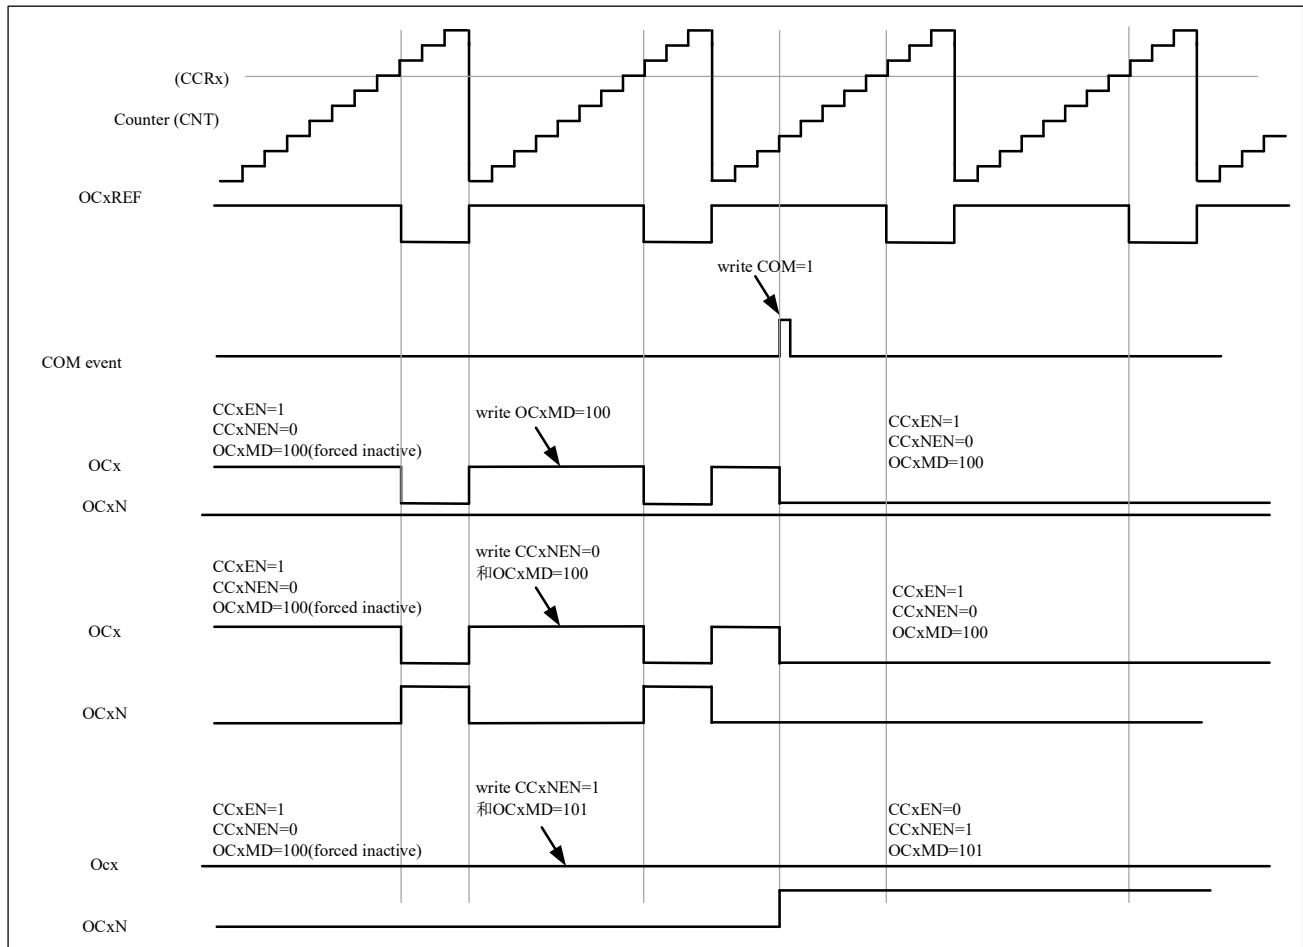 (CCRx)
Counter (CNT)
OCxREF
write COM=1
COM event
CCxEN=1
CCxNEN=0
OCxMD=100(forced inactive)
write OCxMD=100
CCxEN=1
CCxNEN=0
OCxMD=100
OCx
OCxN
CCxEN=1
CCxNEN=0
OCxMD=100(forced inactive)
write CCxNEN=0
和OCxMD=100
CCxEN=1
CCxNEN=0
OCxMD=100
OCx
OCxN
CCxEN=1
CCxNEN=0
OCxMD=100(forced inactive)
write CCxNEN=1
和OCxMD=101
CCxEN=0
CCxNEN=1
OCxMD=101
Ocx
OCxN